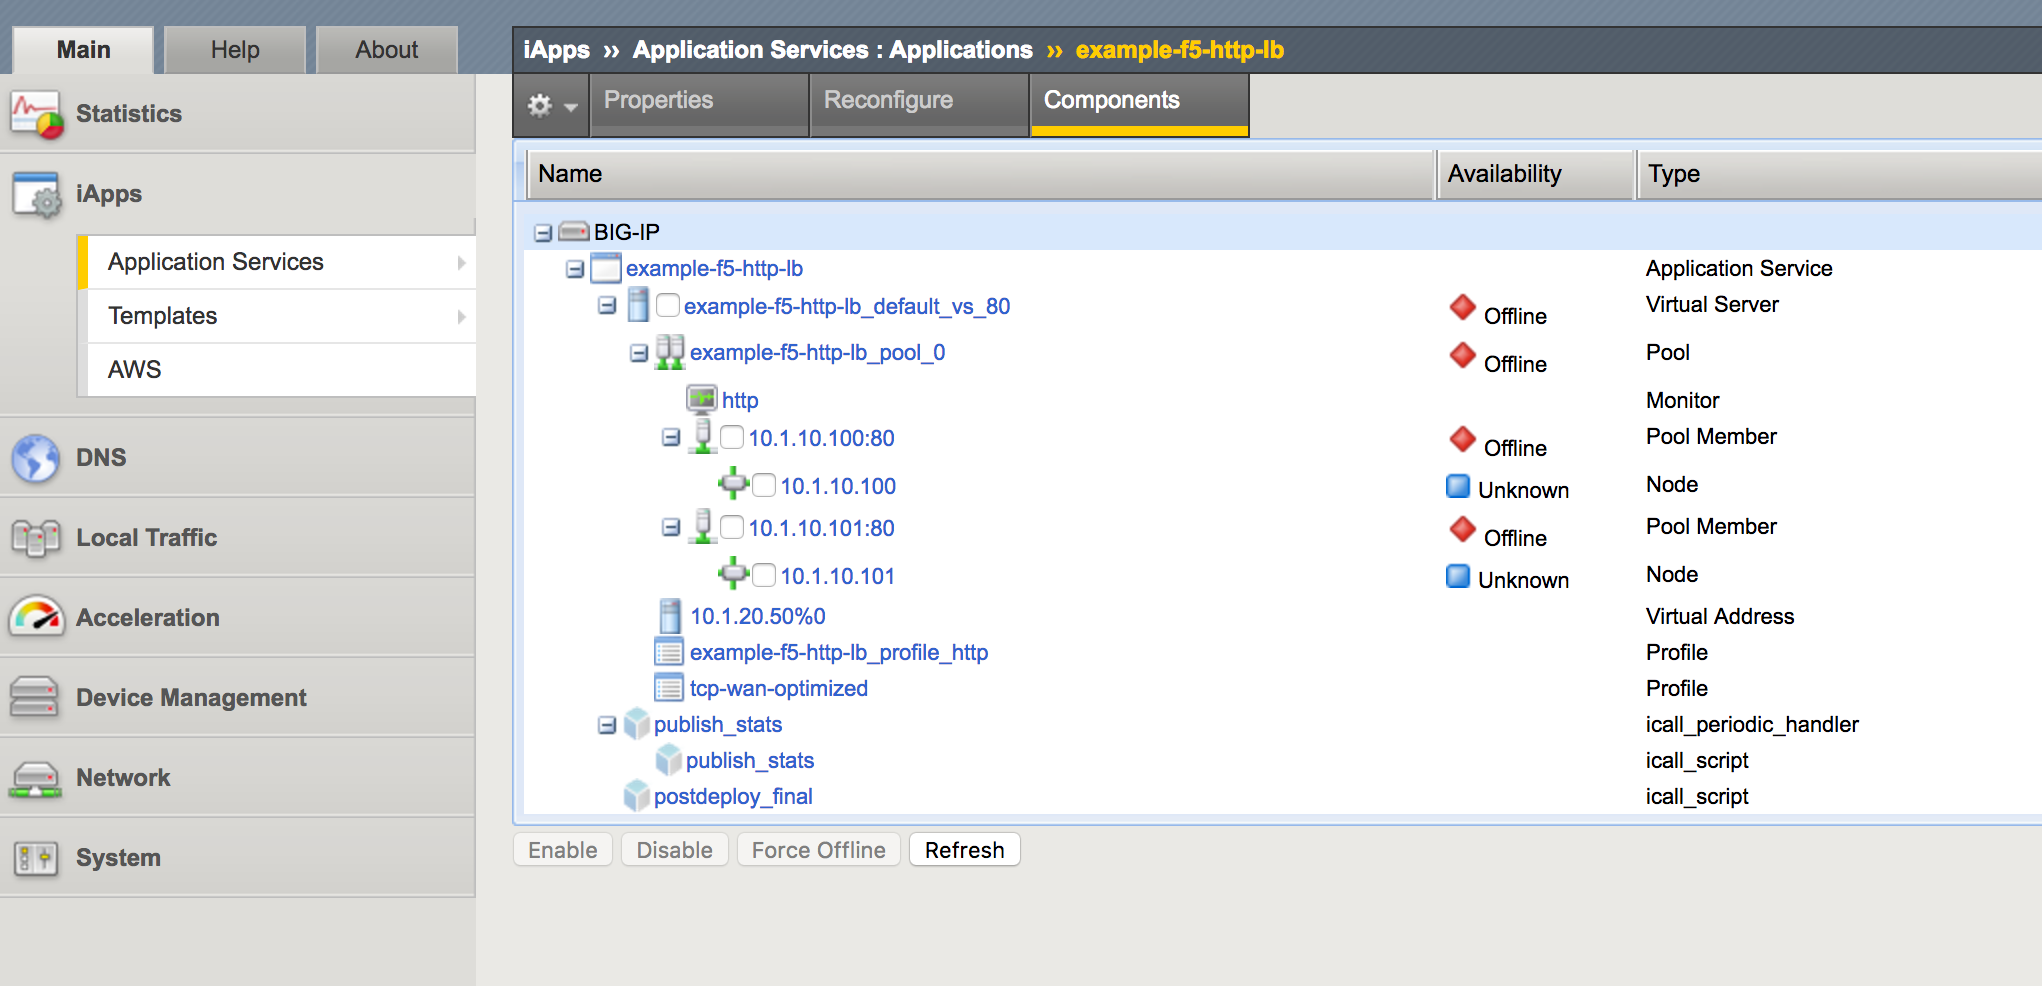 Main Help About
iApps ›› Application Services : Applications ›› example-f5-http-lb
Properties Reconfigure Components
Statistics
iApps
Application Services
Templates
AWS
DNS
Local Traffic
Acceleration
Device Management
Network
System
Name Availability Type
BIG-IP
example-f5-http-lb Application Service
example-f5-http-lb_default_vs_80 Offline Virtual Server
example-f5-http-lb_pool_0 Offline Pool
http Monitor
10.1.10.100:80 Offline Pool Member
10.1.10.100 Unknown Node
10.1.10.101:80 Offline Pool Member
10.1.10.101 Unknown Node
10.1.20.50%0 Virtual Address
example-f5-http-lb_profile_http Profile
tcp-wan-optimized Profile
publish_stats icall_periodic_handler
publish_stats icall_script
postdeploy_final icall_script
Enable Disable Force Offline Refresh